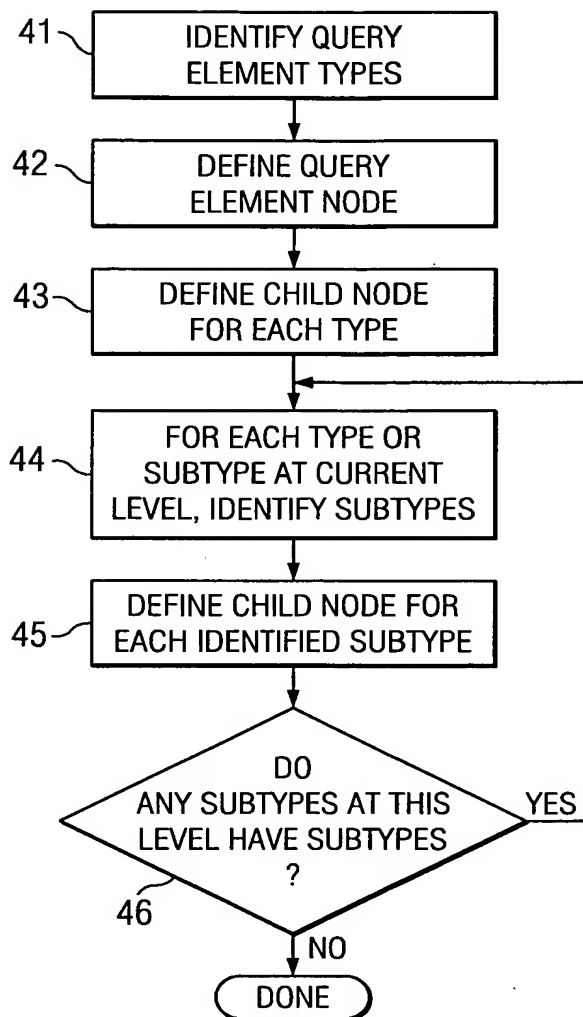 41
IDENTIFY QUERY
ELEMENT TYPES
42
DEFINE QUERY
ELEMENT NODE
43
DEFINE CHILD NODE
FOR EACH TYPE
44
FOR EACH TYPE OR
SUBTYPE AT CURRENT
LEVEL, IDENTIFY SUBTYPES
45
DEFINE CHILD NODE FOR
EACH IDENTIFIED SUBTYPE
DO
ANY SUBTYPES AT THIS
LEVEL HAVE SUBTYPES
?
YES
46
NO
DONE